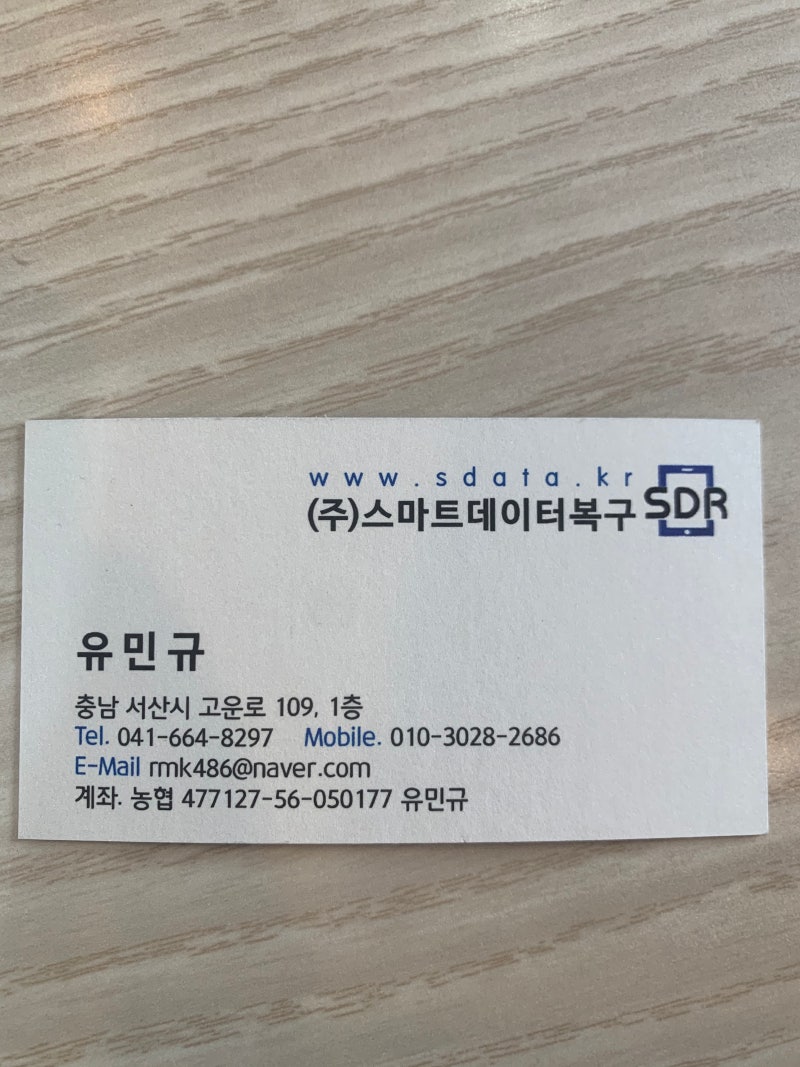 www.sdata.kr
(주)스마트데이터복구 SDR
유민규
충남 서산시 고운로 109, 1층
Tel. 041-664-8297 Mobile. 010-3028-2686
E-Mail rmk486@naver.com
계좌. 농협 477127-56-050177 유민규